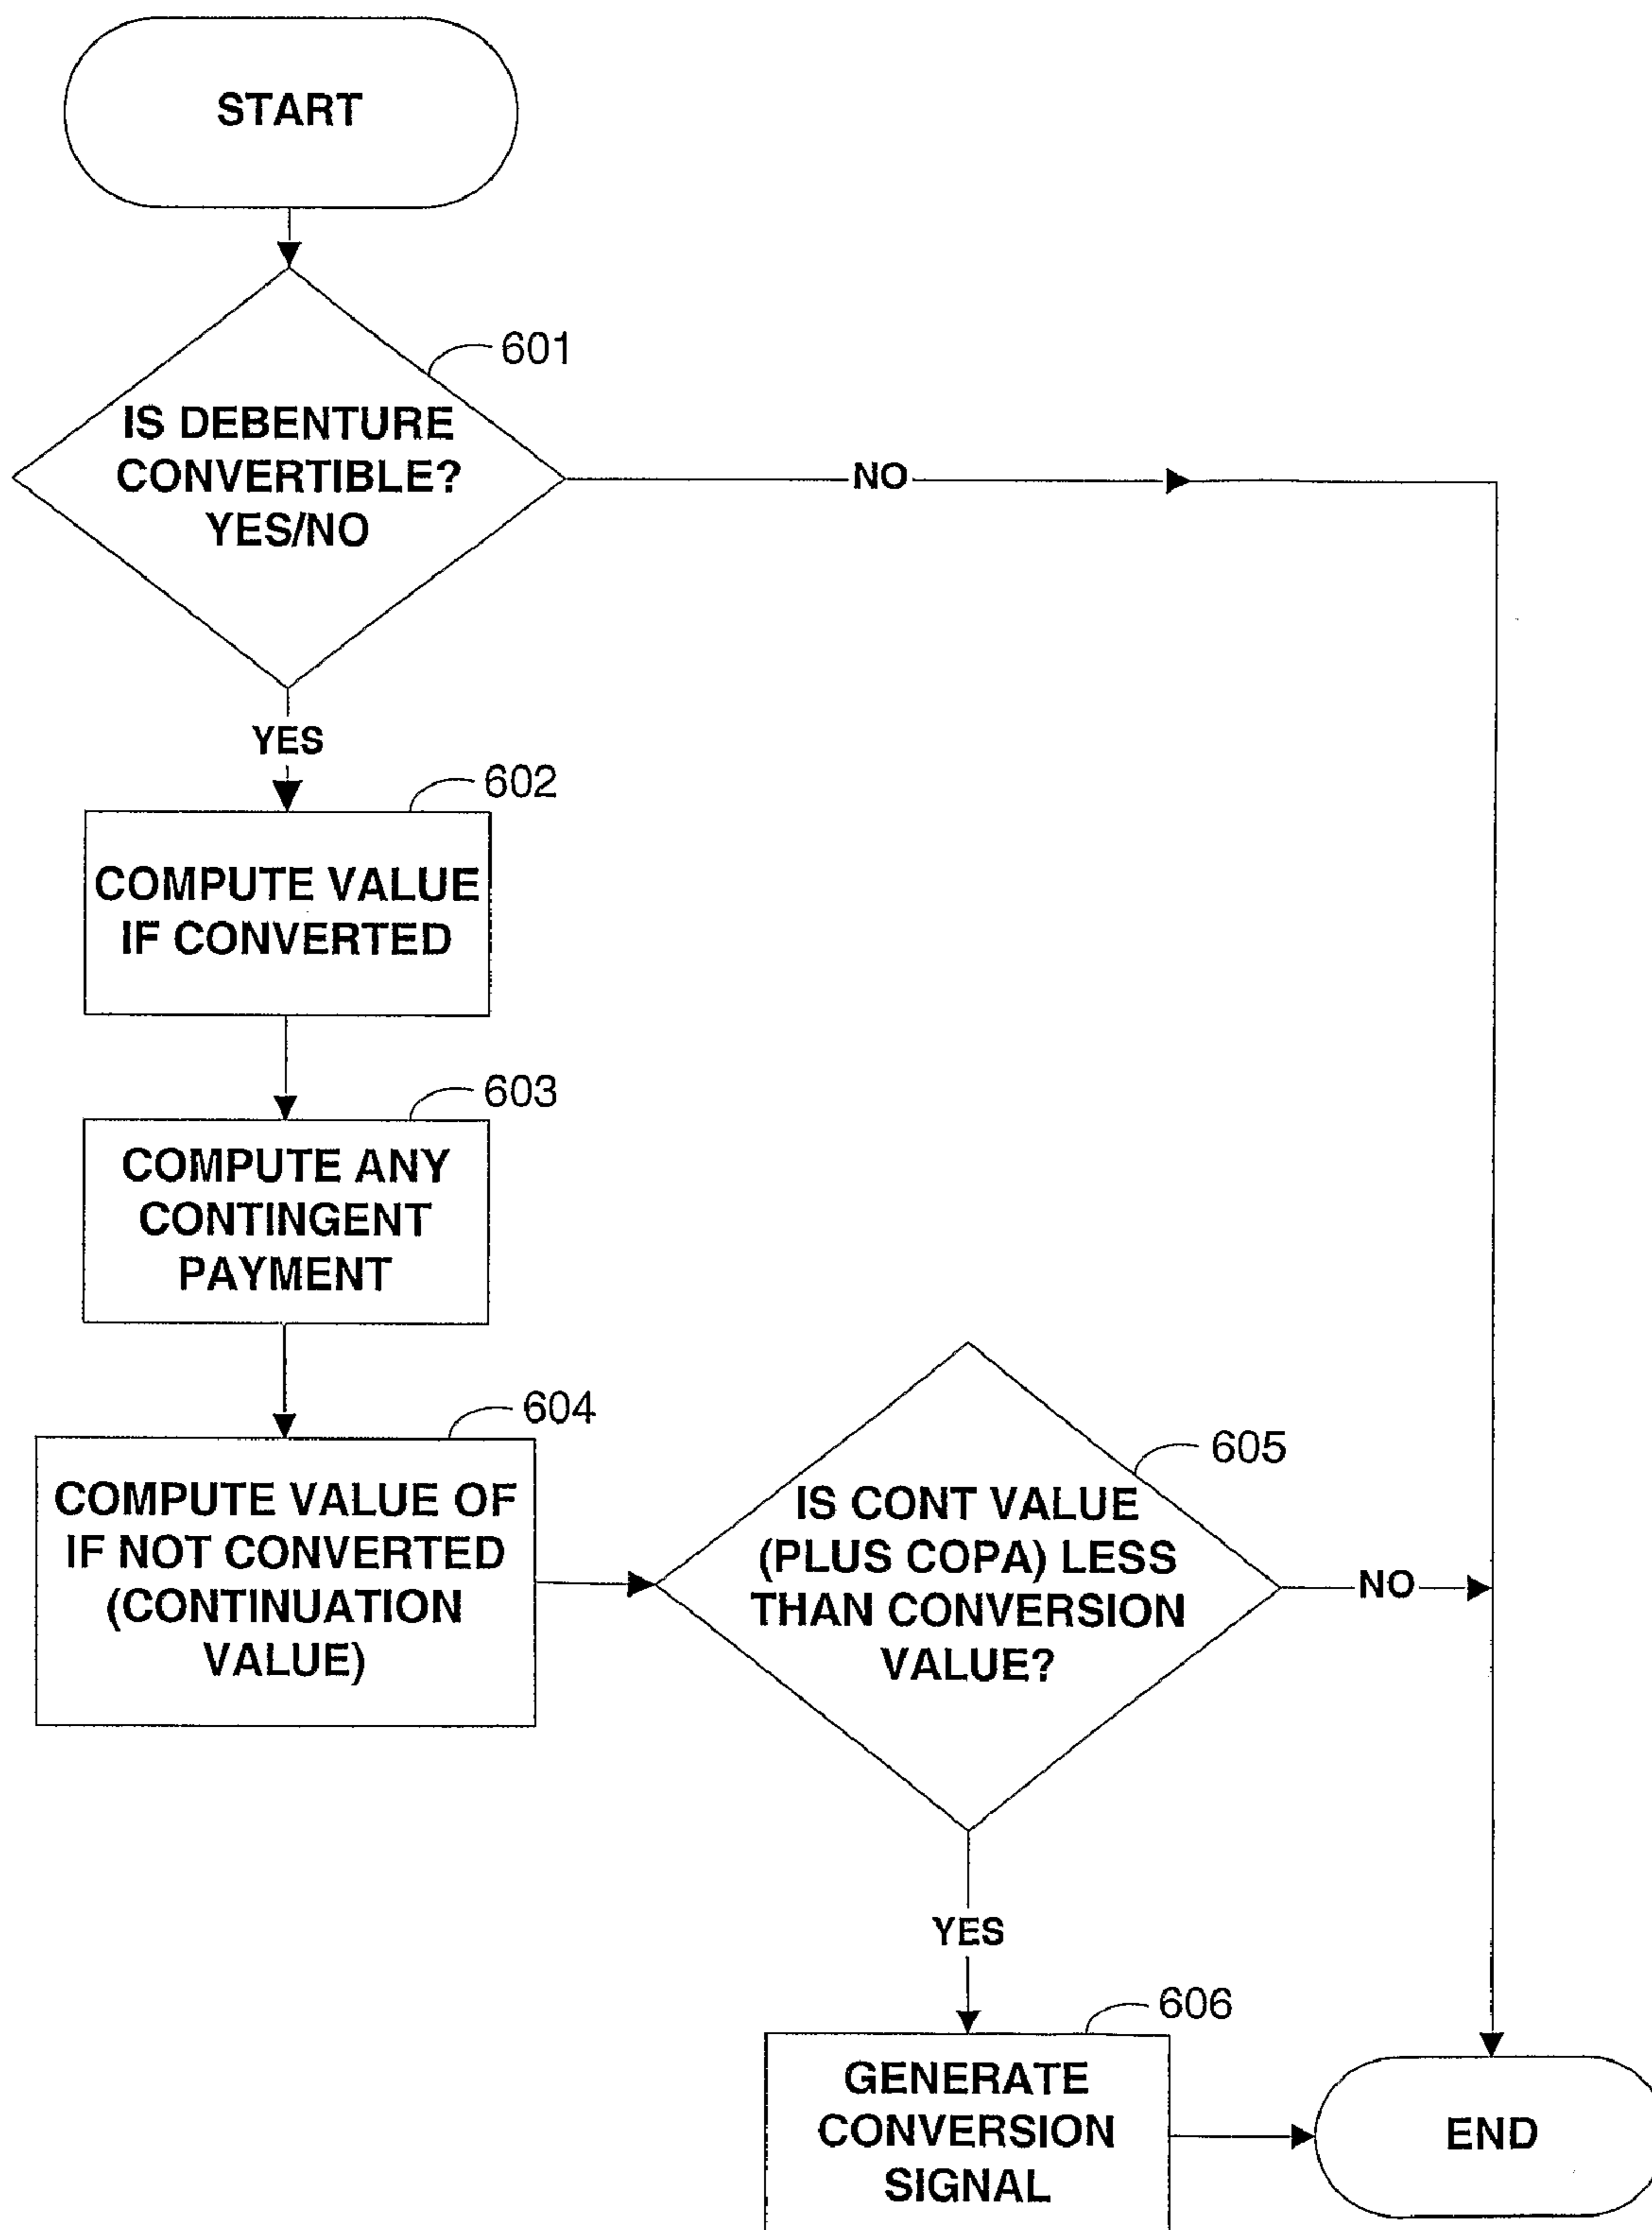 START
601
IS DEBENTURE
CONVERTIBLE?
YES/NO
NO
YES
602
COMPUTE VALUE
IF CONVERTED
603
COMPUTE ANY
CONTINGENT
PAYMENT
604
COMPUTE VALUE OF
IF NOT CONVERTED
(CONTINUATION
VALUE)
605
IS CONT VALUE
(PLUS COPA) LESS
THAN CONVERSION
VALUE?
NO
YES
606
GENERATE
CONVERSION
SIGNAL
END